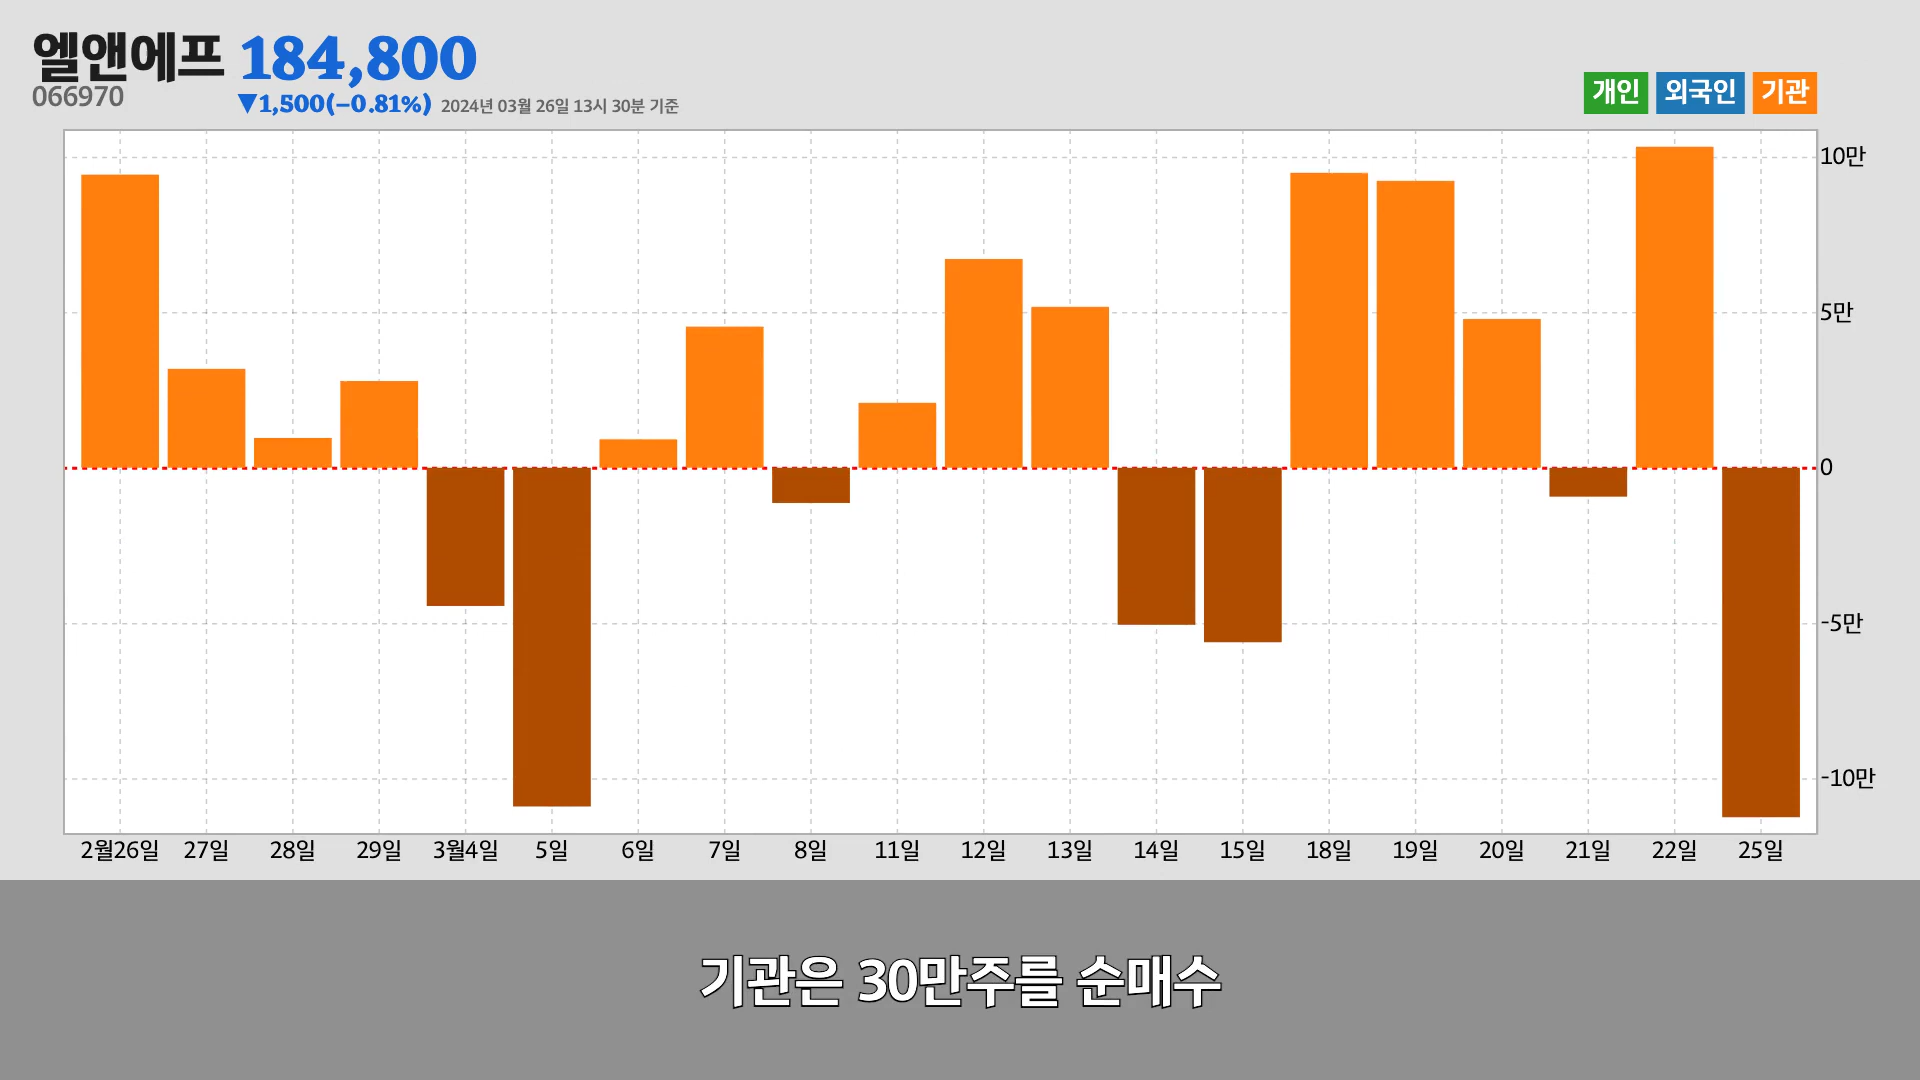 엘앤에프 184,800
066970
▼1,500(−0.81%) 2024년 03월 26일 13시 30분 기준
개인 외국인 기관
10만
5만
0
-5만
-10만
2월26일 27일 28일 29일 3월4일 5일 6일 7일 8일 11일 12일 13일 14일 15일 18일 19일 20일 21일 22일 25일
기관은 30만주를 순매수